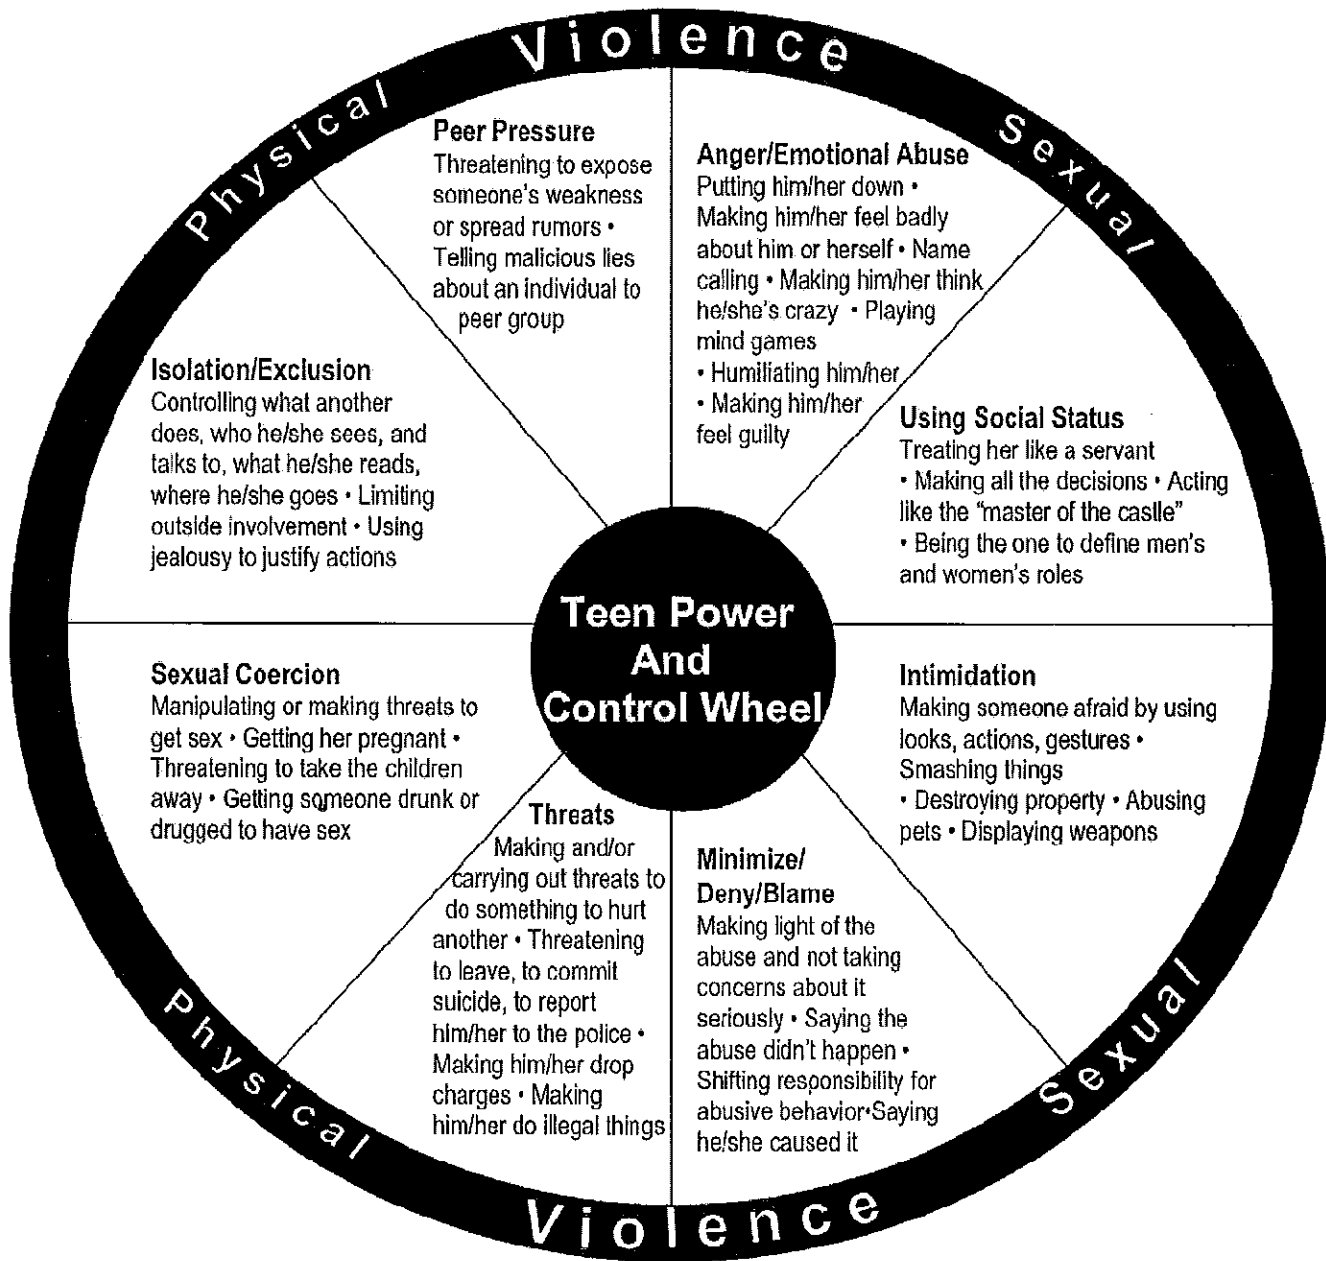 Violence
Physical
Sexual
Peer Pressure
Threatening to expose
someone's weakness
or spread rumors •
Telling malicious lies
about an individual to
peer group
Anger/Emotional Abuse
Putting him/her down •
Making him/her feel badly
about him or herself • Name
calling • Making him/her think
he/she's crazy • Playing
mind games
• Humiliating him/her
• Making him/her
feel guilty
Isolation/Exclusion
Controlling what another
does, who he/she sees, and
talks to, what he/she reads,
where he/she goes • Limiting
outside involvement • Using
jealousy to justify actions
Using Social Status
Treating her like a servant
• Making all the decisions • Acting
like the "master of the castle"
• Being the one to define men's
and women's roles
Teen Power
And
Control Wheel
Sexual Coercion
Manipulating or making threats to
get sex • Getting her pregnant •
Threatening to take the children
away • Getting someone drunk or
drugged to have sex
Intimidation
Making someone afraid by using
looks, actions, gestures •
Smashing things
• Destroying property • Abusing
pets • Displaying weapons
Threats
Making and/or
carrying out threats to
do something to hurt
another • Threatening
to leave, to commit
suicide, to report
him/her to the police •
Making him/her drop
charges • Making
him/her do illegal things
Minimize/
Deny/Blame
Making light of the
abuse and not taking
concerns about it
seriously • Saying the
abuse didn't happen •
Shifting responsibility for
abusive behavior•Saying
he/she caused it
Physical
Sexual
Violence